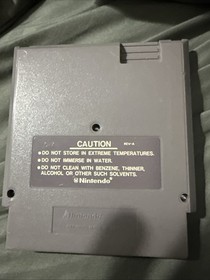 CAUTION
REV-A
• DO NOT STORE IN EXTREME TEMPERATURES.
• DO NOT IMMERSE IN WATER.
• DO NOT CLEAN WITH BENZENE, THINNER,
ALCOHOL OR OTHER SUCH SOLVENTS.
Nintendo®